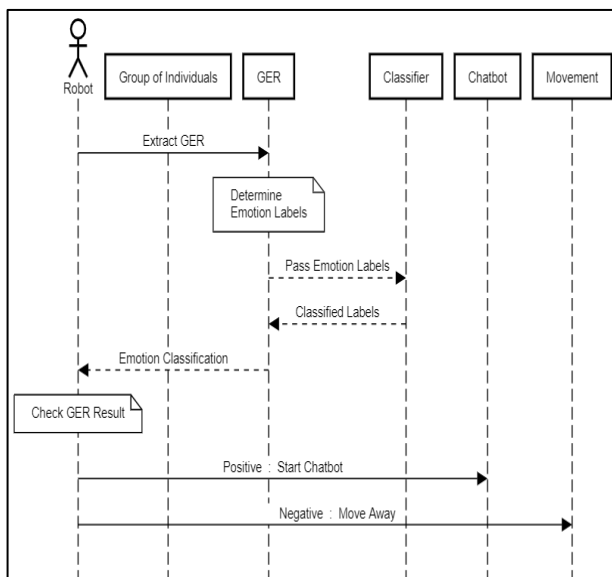 Robot
Group of Individuals
GER
Classifier
Chatbot
Movement
Extract GER
Determine
Emotion Labels
Pass Emotion Labels
Classified Labels
Emotion Classification
Check GER Result
Positive : Start Chatbot
Negative : Move Away